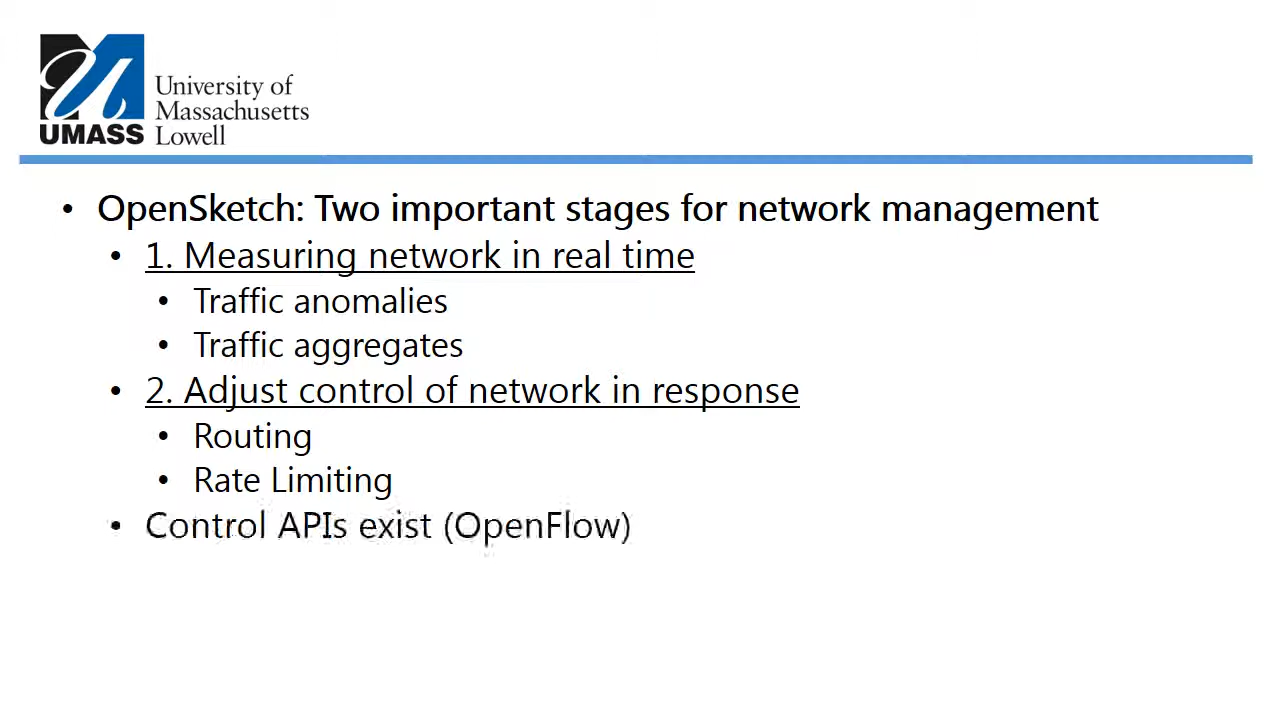 UMASS
University of
Massachusetts
Lowell
• OpenSketch: Two important stages for network management
• 1. Measuring network in real time
• Traffic anomalies
• Traffic aggregates
• 2. Adjust control of network in response
• Routing
• Rate Limiting
• Control APIs exist (OpenFlow)